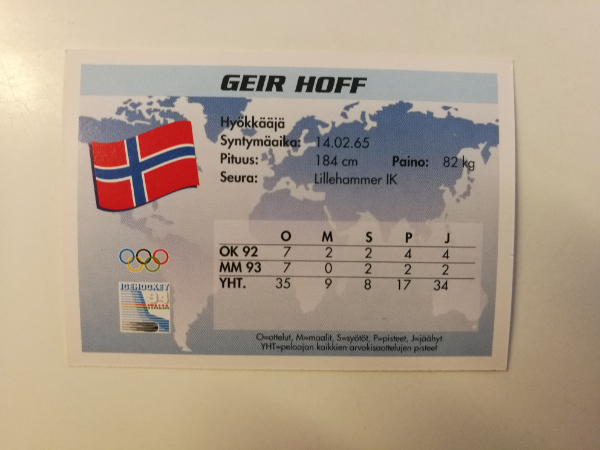 GEIR HOFF
Hyökkääjä
Syntymäaika: 14.02.65
Pituus: 184 cm Paino: 82 kg
Seura: Lillehammer IK
O M S P J
OK 92 7 2 2 4 4
MM 93 7 0 2 2 2
YHT. 35 9 8 17 34
ICEHOCKEY
ITALIA
O=ottelut, M=maalit, S=syötöt, P=pisteet, J=jäähyt
YHT=pelaajan kaikkien arvokisaottelujen pisteet